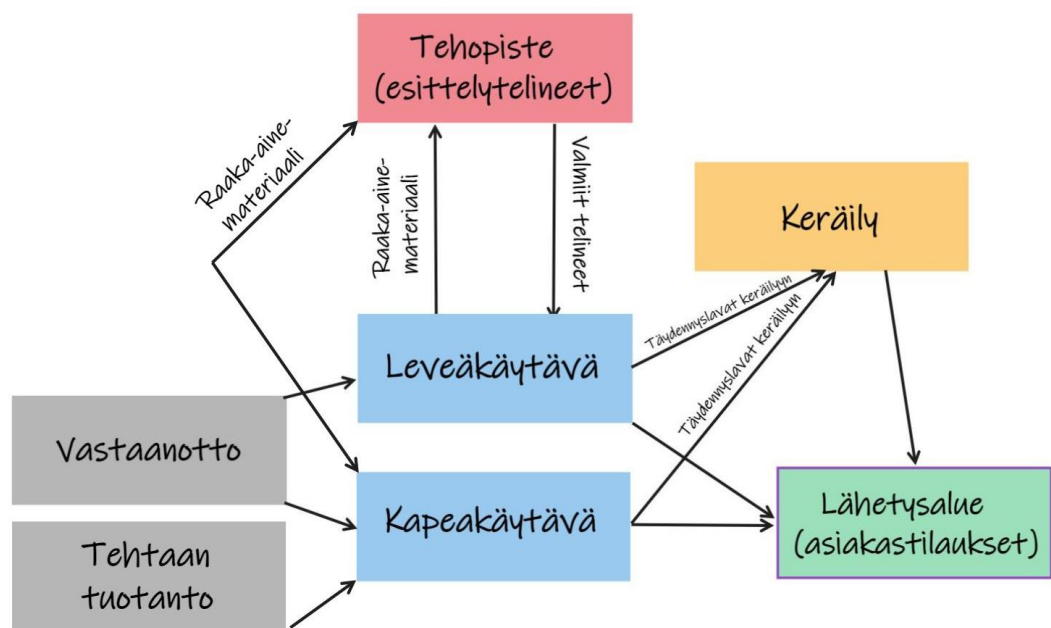 Tehopiste
(esittelytelineet)
Raaka-aine-
materiaali
Raaka-aine-
materiaali
Valmiit telineet
Keräily
Täydennyslavat keräilyyn
Täydennyslavat keräilyyn
Leveäkäytävä
Vastaanotto
Kapeakäytävä
Lähetysalue
(asiakastilaukset)
Tehtaan
tuotanto